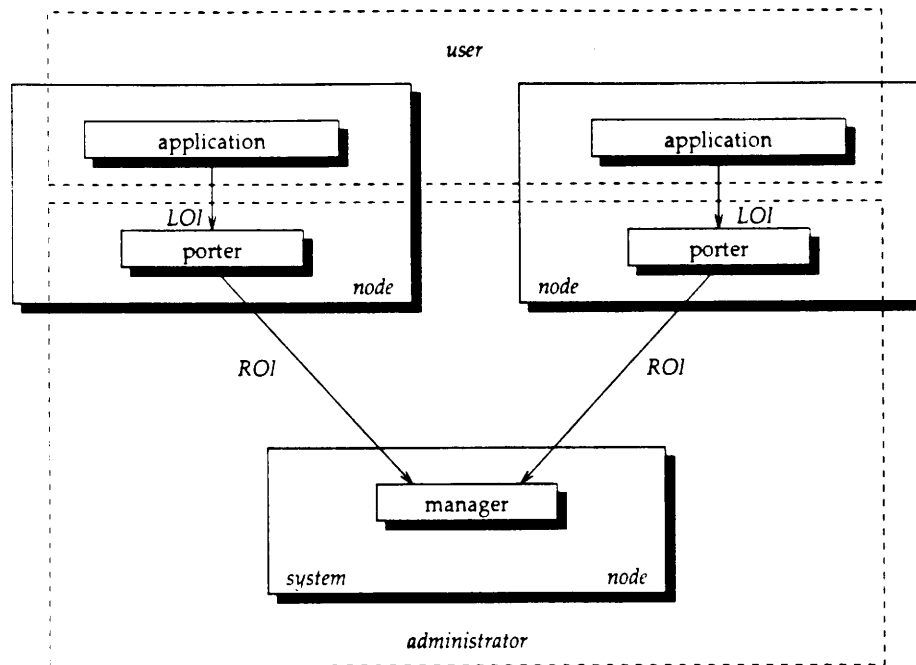 user
application
application
LOI
LOI
porter
porter
node
node
ROI
ROI
manager
system
node
administrator